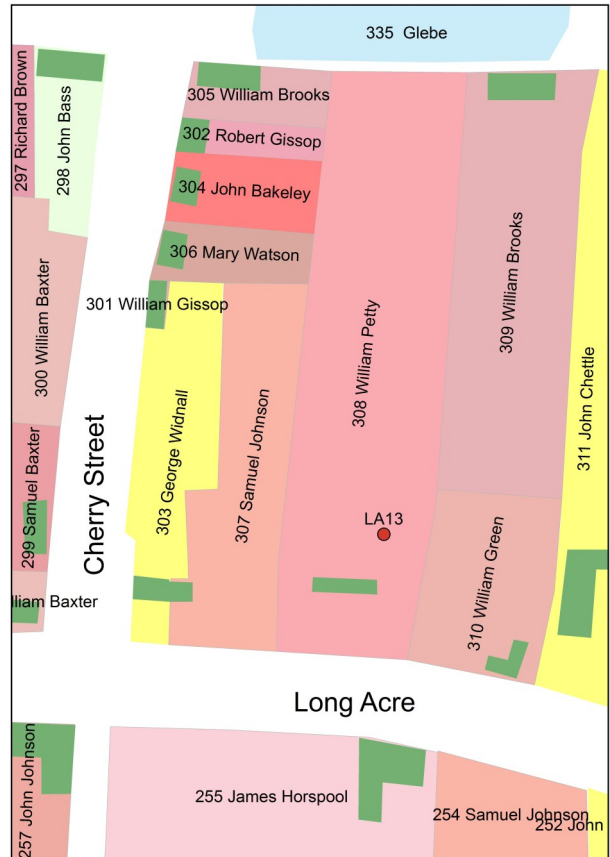 335 Glebe
297 Richard Brown
298 John Bass
305 William Brooks
302 Robert Gissop
304 John Bakeley
306 Mary Watson
309 William Brooks
300 William Baxter
301 William Gissop
308 William Petty
311 John Chettle
303 George Widnall
307 Samuel Johnson
Cherry Street
299 Samuel Baxter
LA13
310 William Green
lliam Baxter
Long Acre
257 John Johnson
255 James Horspool
254 Samuel Johnson
252 John